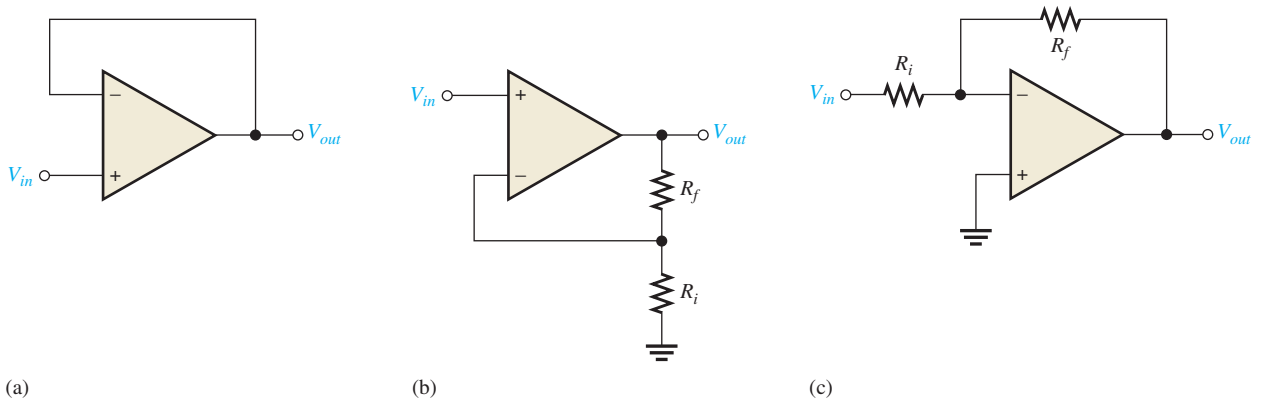 −
V_in
+
V_out
(a)
V_in
+
V_out
−
R_f
R_i
(b)
R_f
R_i
V_in
−
V_out
+
(c)